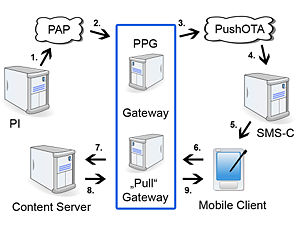 PAP
2.
PPG
3.
PushOTA
1.
4.
PI
Gateway
SMS-C
5.
7.
6.
8.
9.
Content Server
„Pull“
Gateway
Mobile Client